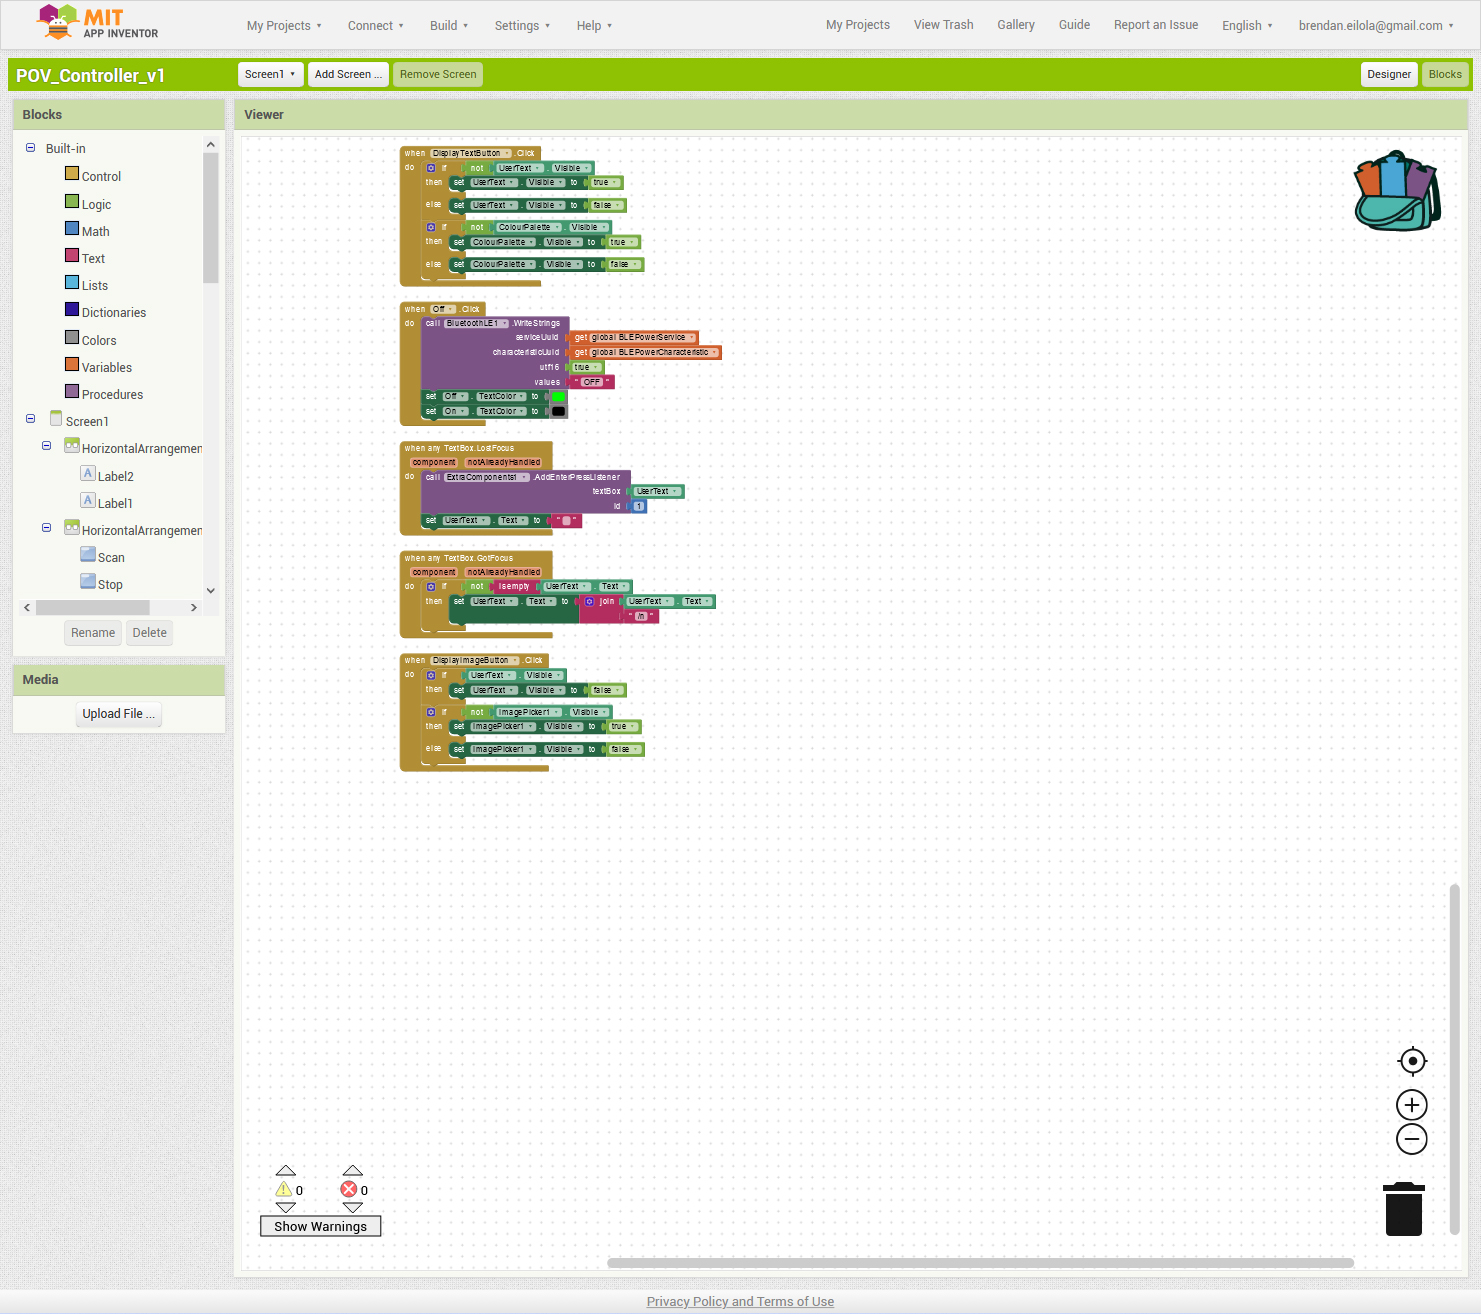 MIT
APP INVENTOR
My Projects Connect Build Settings Help My Projects View Trash Gallery Guide Report an Issue English brendan.eilola@gmail.com
POV_Controller_v1 Screen1 Add Screen ... Remove Screen Designer Blocks
Blocks
Built-in
Control
Logic
Math
Text
Lists
Dictionaries
Colors
Variables
Procedures
Screen1
HorizontalArrangemen
Label2
Label1
HorizontalArrangemen
Scan
Stop
Rename Delete
Media
Upload File ...
Viewer
when DisplayTextButton .Click
do if not UserText . Visible
then set UserText . Visible to true
else set UserText . Visible to false
if not ColourPalette . Visible
then set ColourPalette . Visible to true
else set ColourPalette . Visible to false
when Off .Click
do call BluetoothLE1 .WriteStrings
serviceUuid get global BLEPowerService
characteristicUuid get global BLEPowerCharacteristic
utf16 true
values " OFF "
set Off . TextColor to
set On . TextColor to
when any TextBox.LostFocus
component notAlreadyHandled
do call ExtraComponents1 .AddEnterPressListener
textBox UserText
id 1
set UserText . Text to " "
when any TextBox.GotFocus
component notAlreadyHandled
do if not is empty UserText . Text
then set UserText . Text to join UserText . Text
" /n "
when DisplayImageButton .Click
do if UserText . Visible
then set UserText . Visible to false
if not ImagePicker1 . Visible
then set ImagePicker1 . Visible to true
else set ImagePicker1 . Visible to false
0 0
Show Warnings
Privacy Policy and Terms of Use